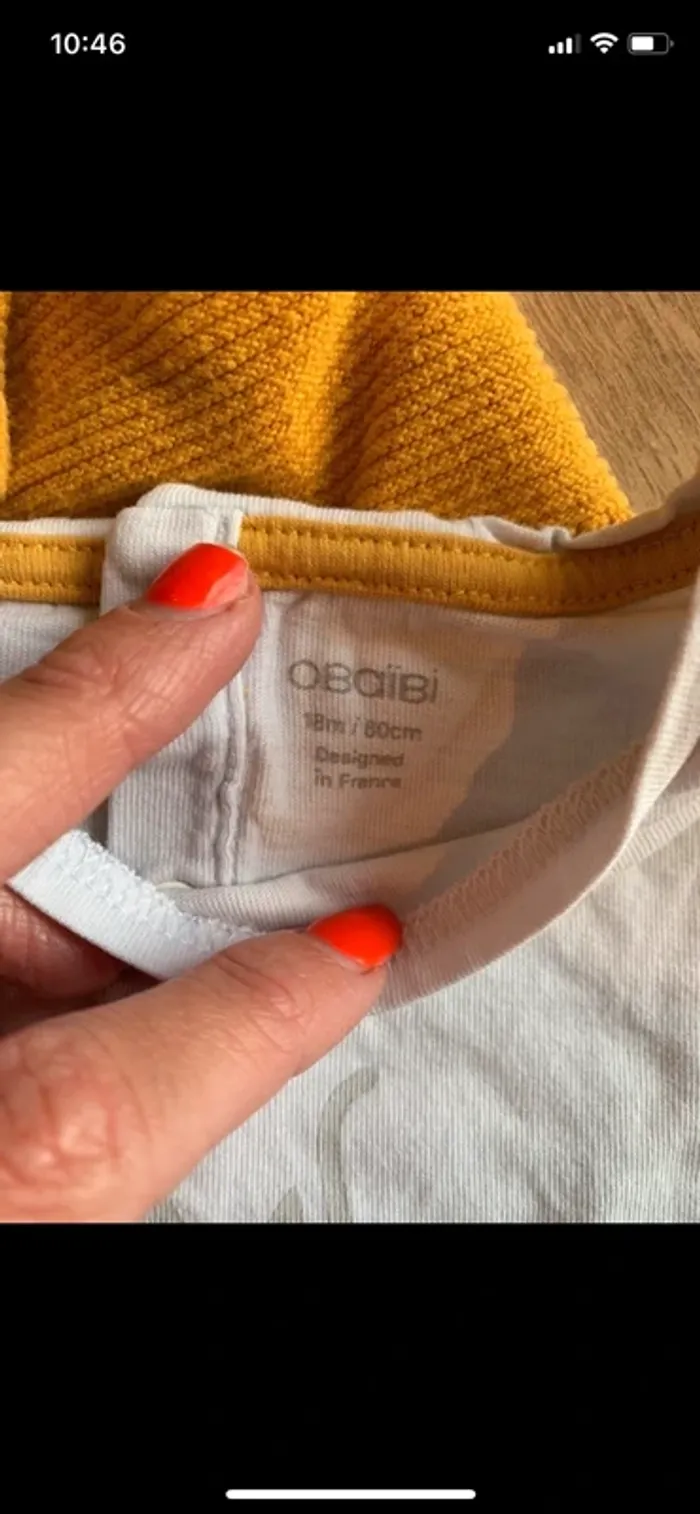 10:46
OBaïBi
18m / 80cm
Designed
in France